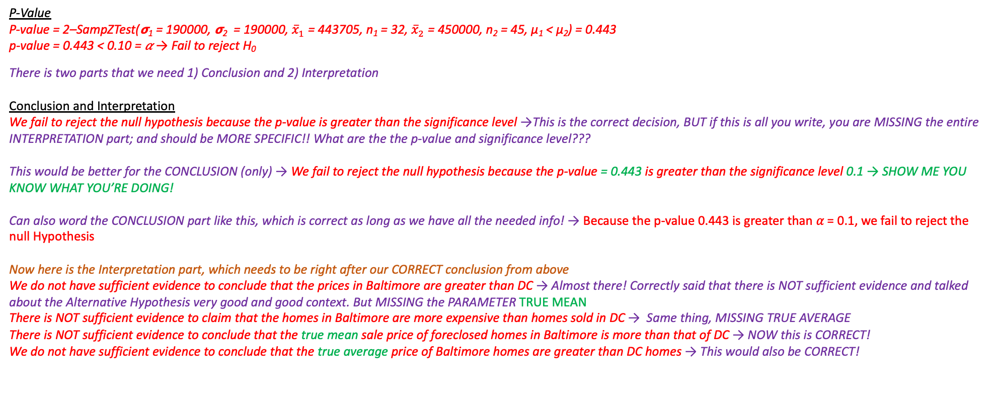 P-Value
P-value = 2–SampZTest(σ₁ = 190000, σ₂ = 190000, x̄₁ = 443705, n₁ = 32, x̄₂ = 450000, n₂ = 45, μ₁ < μ₂) = 0.443
p-value = 0.443 < 0.10 = α → Fail to reject H₀
There is two parts that we need 1) Conclusion and 2) Interpretation
Conclusion and Interpretation
We fail to reject the null hypothesis because the p-value is greater than the significance level →This is the correct decision, BUT if this is all you write, you are MISSING the entire
INTERPRETATION part; and should be MORE SPECIFIC!! What are the the p-value and significance level???
This would be better for the CONCLUSION (only) → We fail to reject the null hypothesis because the p-value = 0.443 is greater than the significance level 0.1 → SHOW ME YOU
KNOW WHAT YOU'RE DOING!
Can also word the CONCLUSION part like this, which is correct as long as we have all the needed info! → Because the p-value 0.443 is greater than α = 0.1, we fail to reject the
null Hypothesis
Now here is the Interpretation part, which needs to be right after our CORRECT conclusion from above
We do not have sufficient evidence to conclude that the prices in Baltimore are greater than DC → Almost there! Correctly said that there is NOT sufficient evidence and talked
about the Alternative Hypothesis very good and good context. But MISSING the PARAMETER TRUE MEAN
There is NOT sufficient evidence to claim that the homes in Baltimore are more expensive than homes sold in DC → Same thing, MISSING TRUE AVERAGE
There is NOT sufficient evidence to conclude that the true mean sale price of foreclosed homes in Baltimore is more than that of DC → NOW this is CORRECT!
We do not have sufficient evidence to conclude that the true average price of Baltimore homes are greater than DC homes → This would also be CORRECT!